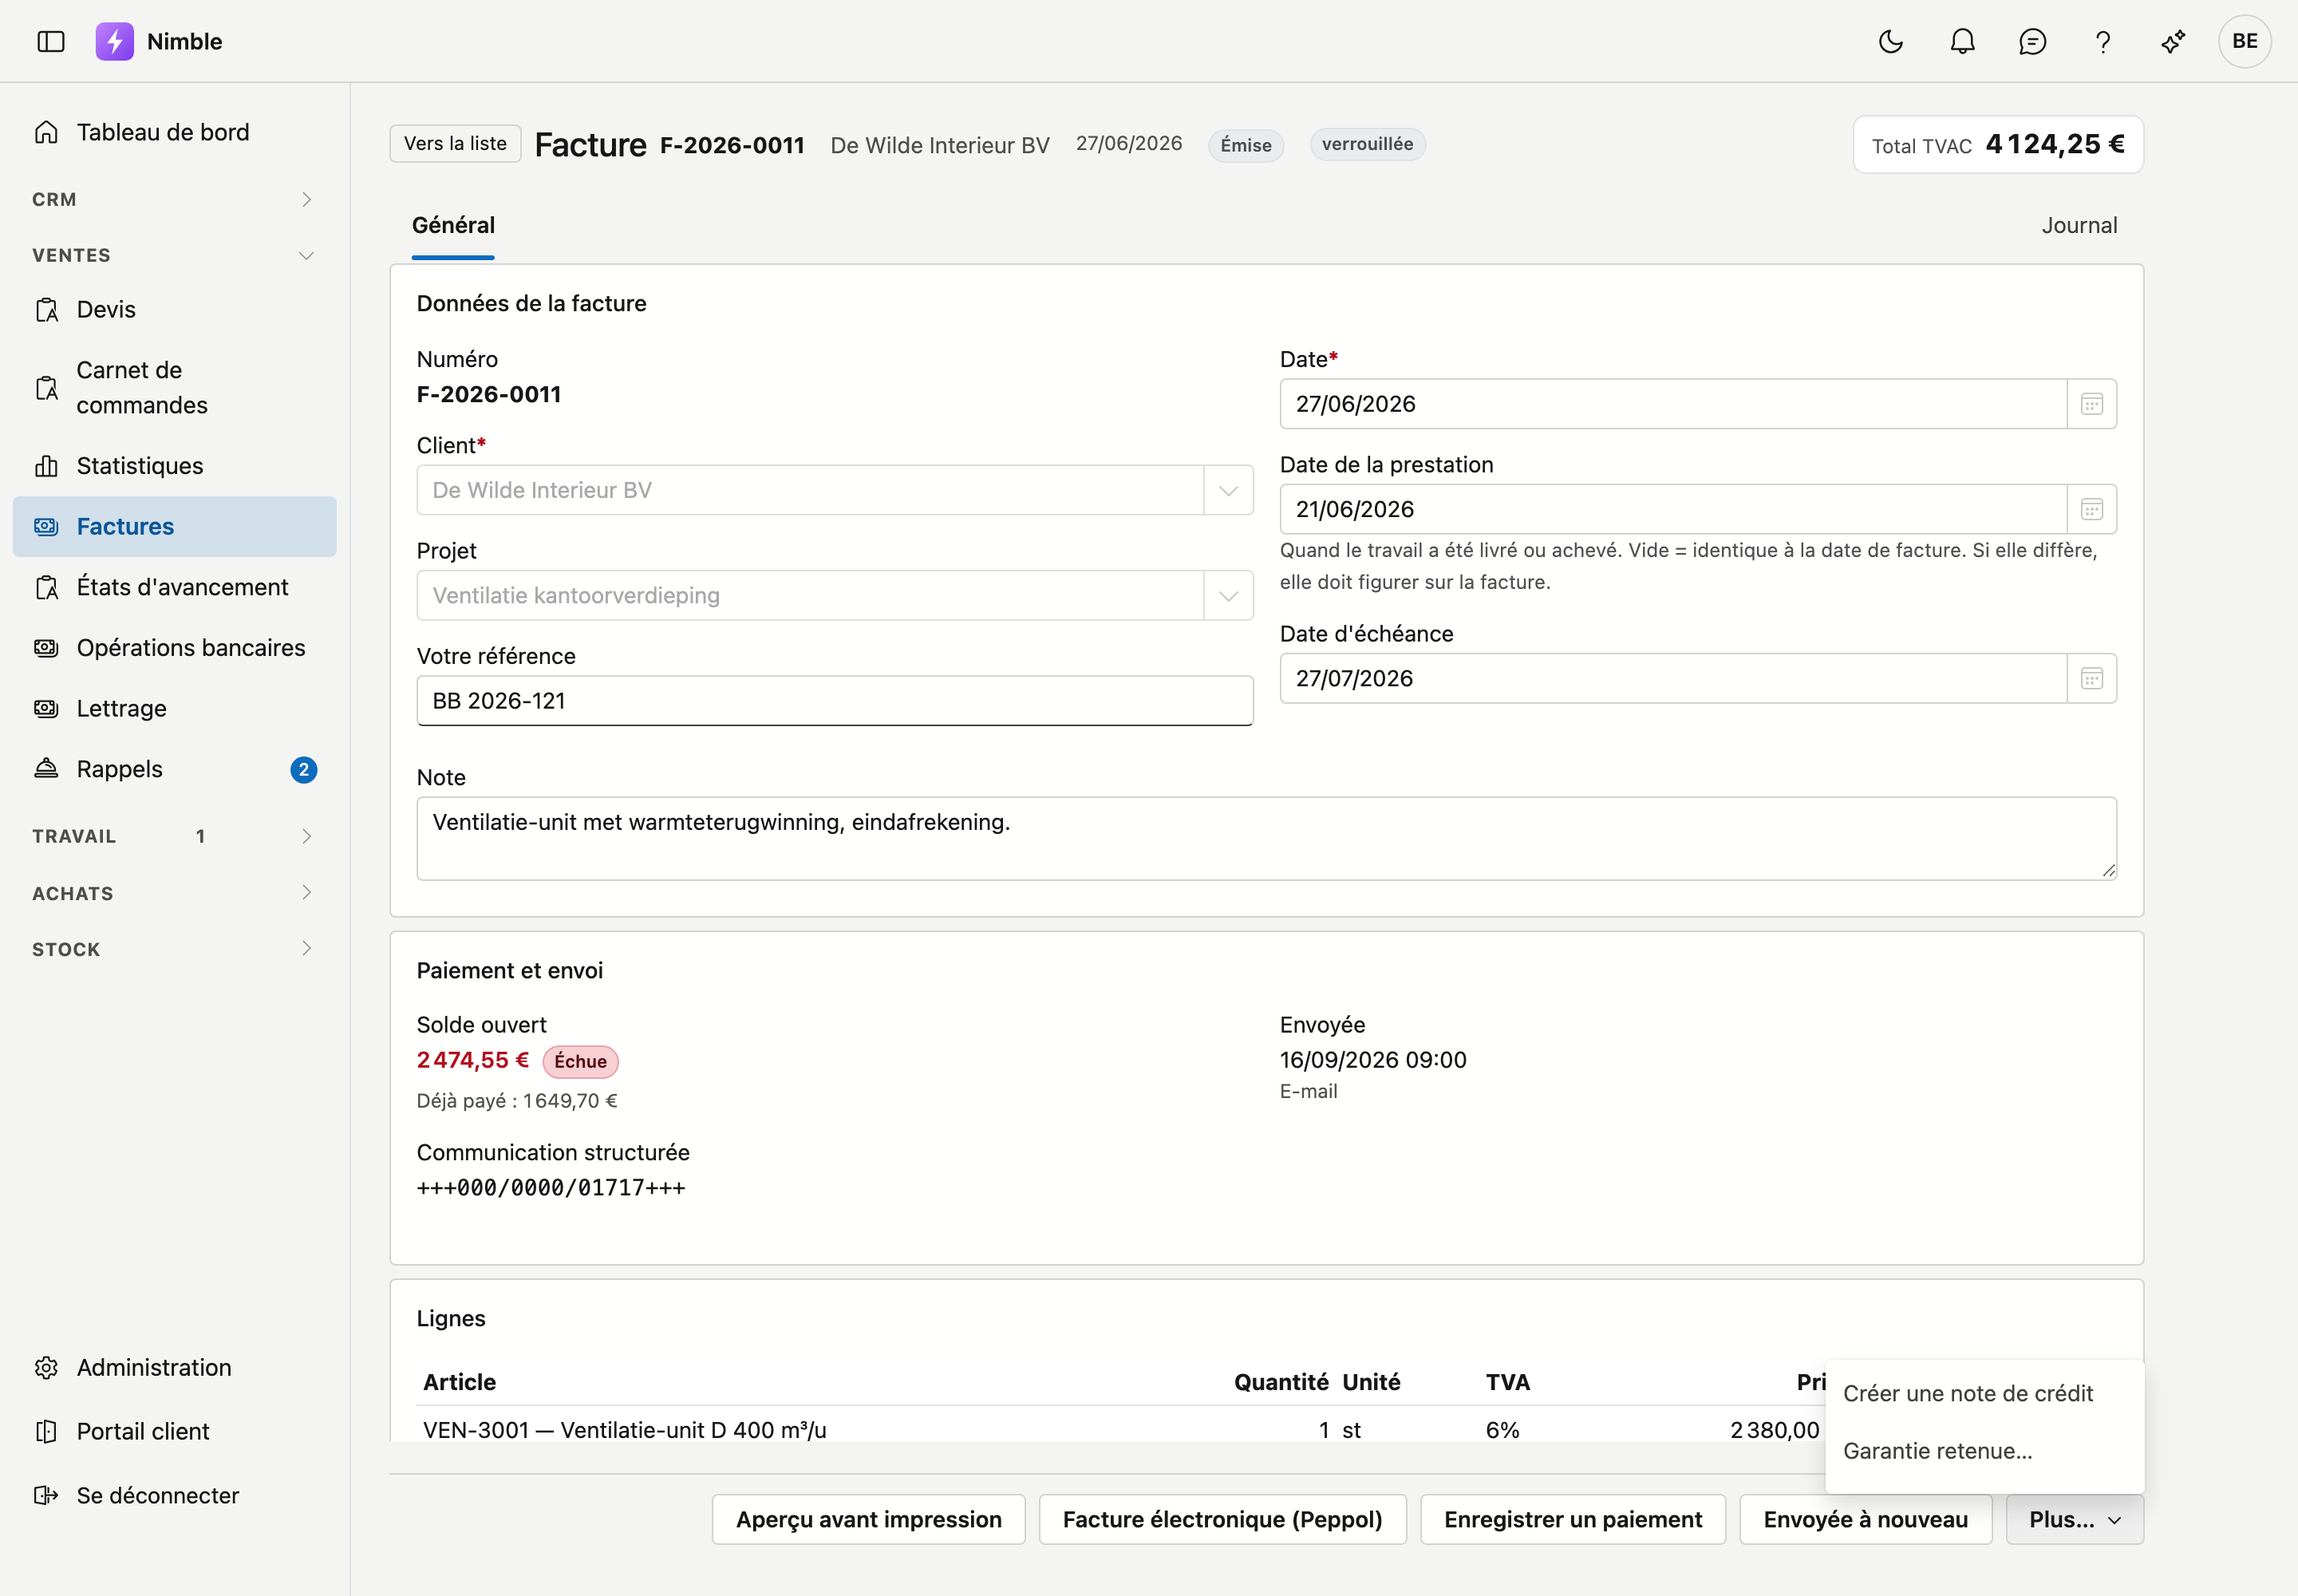 Nimble
BE
Tableau de bord
CRM
VENTES
Devis
Carnet de
commandes
Statistiques
Factures
États d'avancement
Opérations bancaires
Lettrage
Rappels 2
TRAVAIL 1
ACHATS
STOCK
Administration
Portail client
Se déconnecter
Vers la liste Facture F-2026-0011 De Wilde Interieur BV 27/06/2026 Émise verrouillée Total TVAC 4 124,25 €
Général Journal
Données de la facture
Numéro
F-2026-0011
Client*
De Wilde Interieur BV
Projet
Ventilatie kantoorverdieping
Votre référence
BB 2026-121
Date*
27/06/2026
Date de la prestation
21/06/2026
Quand le travail a été livré ou achevé. Vide = identique à la date de facture. Si elle diffère,
elle doit figurer sur la facture.
Date d'échéance
27/07/2026
Note
Ventilatie-unit met warmteterugwinning, eindafrekening.
Paiement et envoi
Solde ouvert
2 474,55 € Échue
Déjà payé : 1 649,70 €
Communication structurée
+++000/0000/01717+++
Envoyée
16/09/2026 09:00
E-mail
Lignes
Article Quantité Unité TVA Pri
VEN-3001 — Ventilatie-unit D 400 m³/u 1 st 6% 2 380,00
Créer une note de crédit
Garantie retenue...
Aperçu avant impression Facture électronique (Peppol) Enregistrer un paiement Envoyée à nouveau Plus...